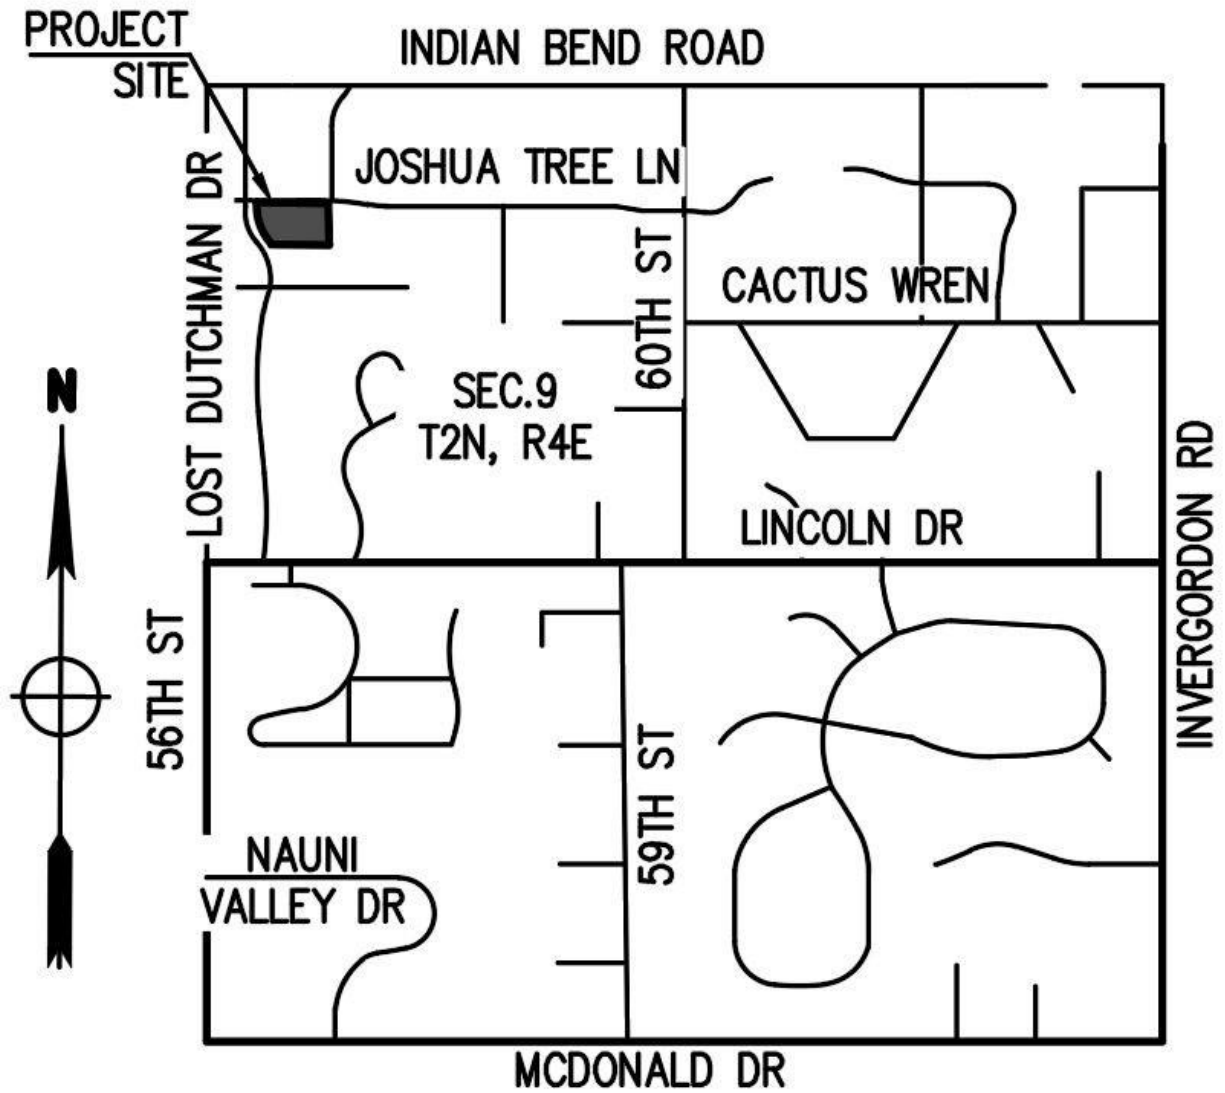 PROJECT
SITE
INDIAN BEND ROAD
JOSHUA TREE LN
LOST DUTCHMAN DR
60TH ST
CACTUS WREN
N
SEC.9
T2N, R4E
LINCOLN DR
INVERGORDON RD
56TH ST
59TH ST
NAUNI
VALLEY DR
MCDONALD DR